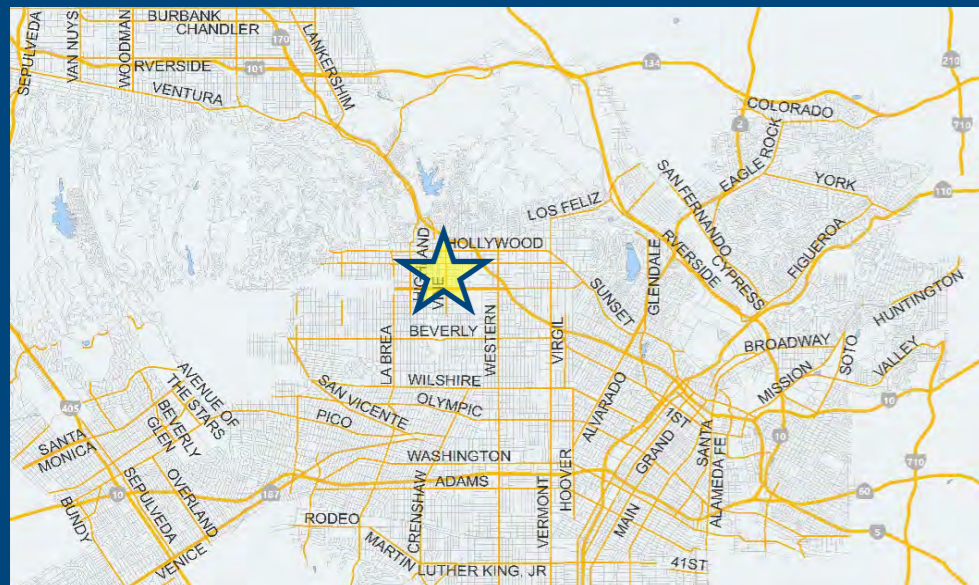 SEPULVEDA
VAN NUYS
WOODMAN
BURBANK
CHANDLER
170
LANKERSHIM
RVERSIDE
101
VENTURA
134
210
COLORADO
2
710
EAGLE ROCK
YORK
SAN FERNANDO
110
LOS FELIZ
HOLLYWOOD
RVERSIDE
CYPRESS
FIGUEROA
GLENDALE
SUNSET
HUNTINGTON
BEVERLY
LA BREA
WESTERN
VIRGIL
BROADWAY
SOTO
VALLEY
MISSION
WILSHIRE
OLYMPIC
SAN VICENTE
PICO
ALVARADO
10
AVENUE OF
THE STARS
BEVERLY
GLEN
405
SANTA
MONICA
1ST
GRAND
SANTA
FE
ALAMEDA
10
WASHINGTON
ADAMS
HOOVER
VERMONT
CRENSHAW
MAIN
710
60
5
SEPULVEDA
OVERLAND
10
187
BUNDY
VENICE
RODEO
MARTIN
LUTHER KING, JR
41ST